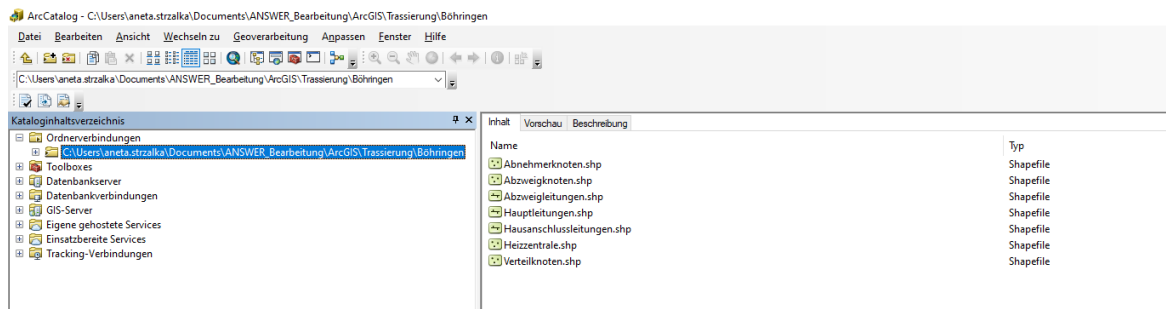 ArcCatalog - C:\Users\aneta.strzalka\Documents\ANSWER_Bearbeitung\ArcGIS\Trassierung\Böhringen
Datei Bearbeiten Ansicht Wechseln zu Geoverarbeitung Anpassen Fenster Hilfe
C:\Users\aneta.strzalka\Documents\ANSWER_Bearbeitung\ArcGIS\Trassierung\Böhringen
Kataloginhaltsverzeichnis
Ordnerverbindungen
C:\Users\aneta.strzalka\Documents\ANSWER_Bearbeitung\ArcGIS\Trassierung\Böhringen
Toolboxes
Datenbankserver
Datenbankverbindungen
GIS-Server
Eigene gehostete Services
Einsatzbereite Services
Tracking-Verbindungen
Inhalt Vorschau Beschreibung
Name Typ
Abnehmerknoten.shp Shapefile
Abzweigknoten.shp Shapefile
Abzweigleitungen.shp Shapefile
Hauptleitungen.shp Shapefile
Hausanschlussleitungen.shp Shapefile
Heizzentrale.shp Shapefile
Verteilknoten.shp Shapefile